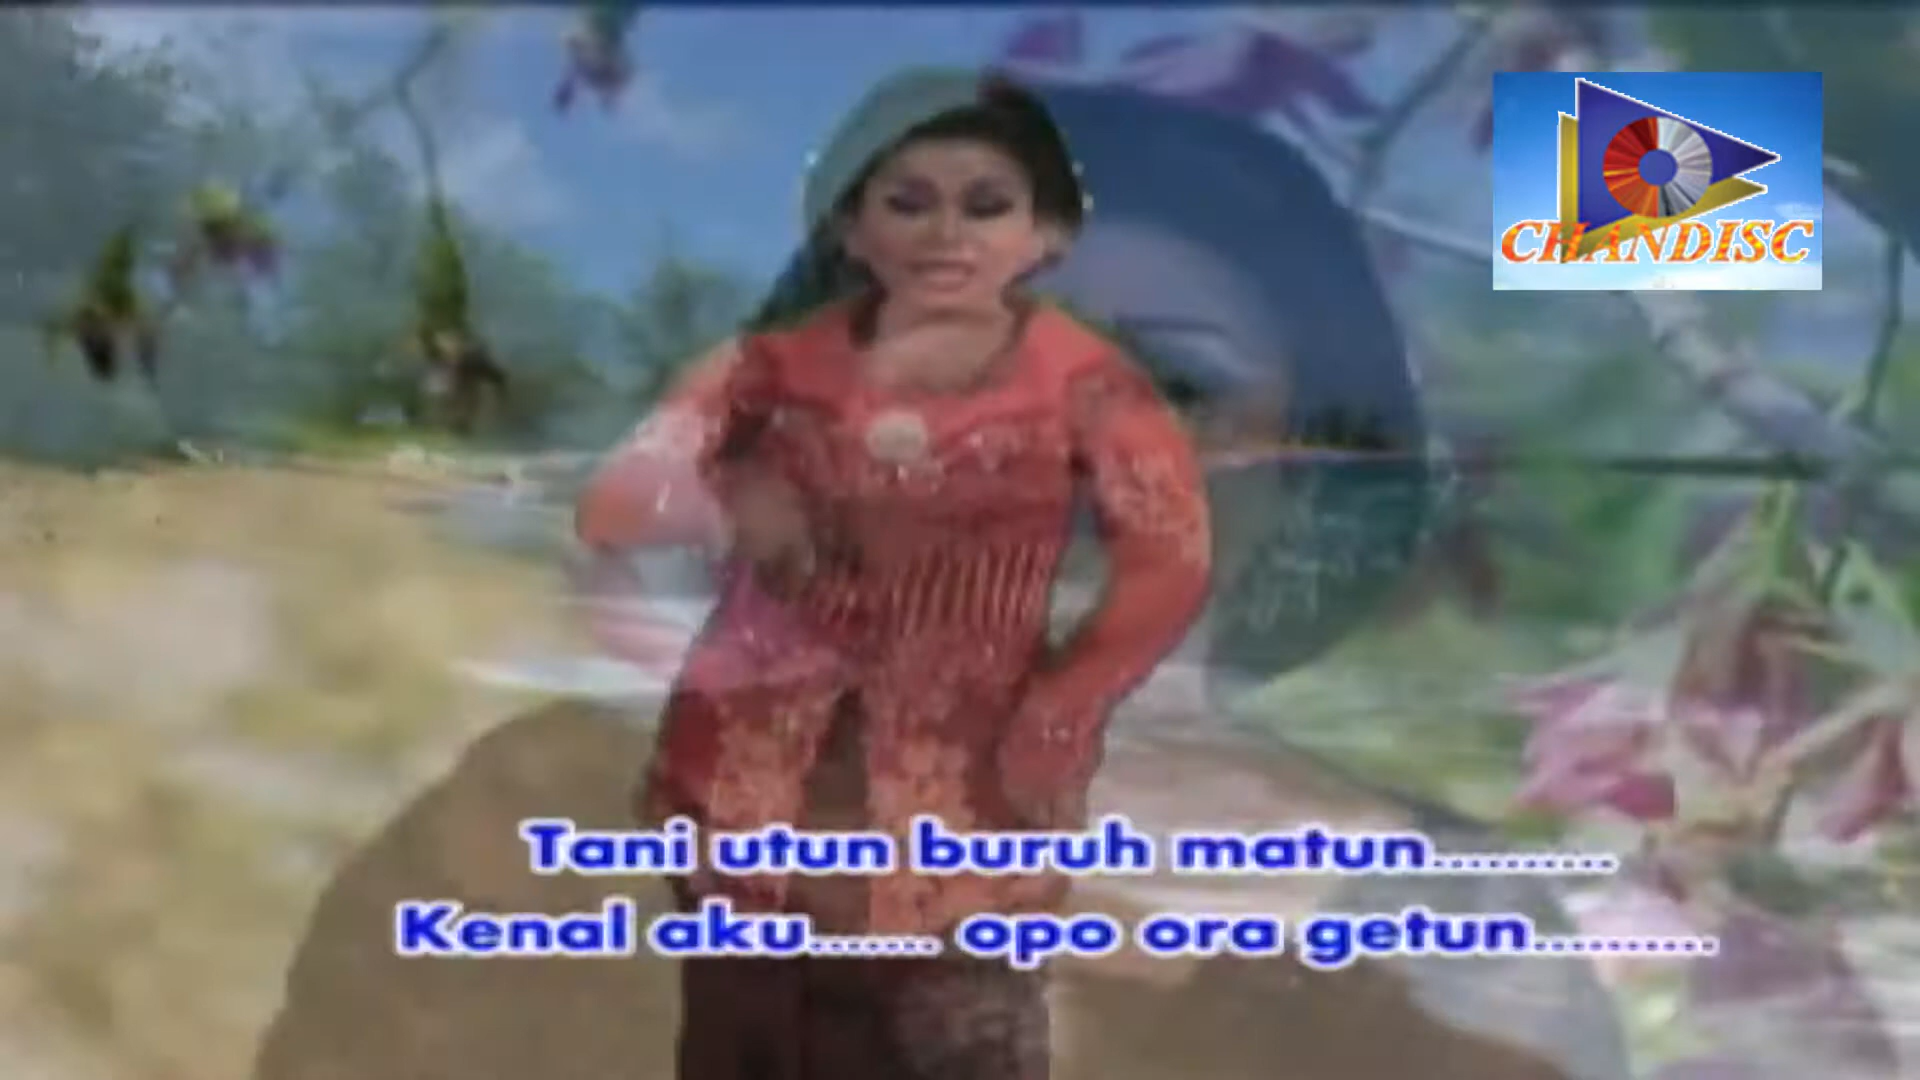 CHANDISC
Tani utun buruh matun..........
Kenal aku....... opo ora getun..........